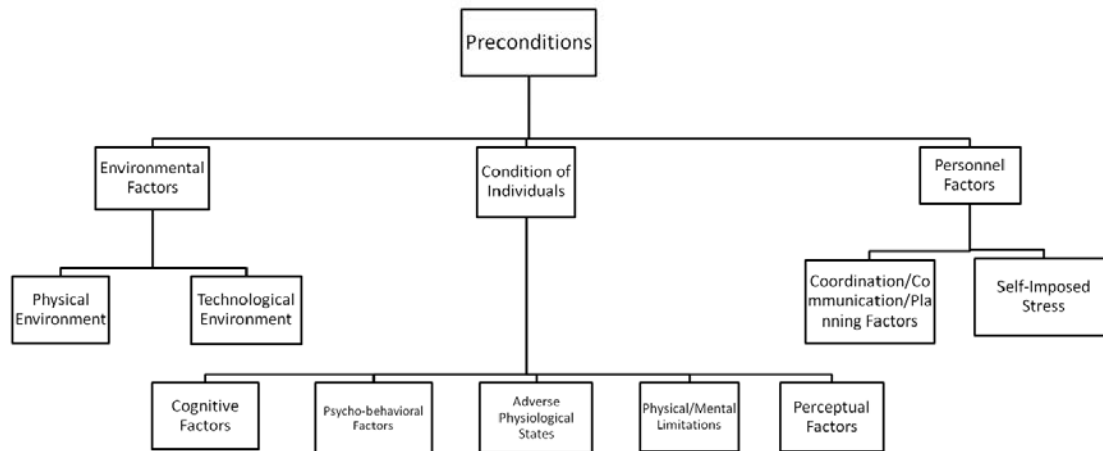 Preconditions
Environmental
Factors
Condition of
Individuals
Personnel
Factors
Physical
Environment
Technological
Environment
Coordination/Co
mmunication/Pla
nning Factors
Self-Imposed
Stress
Cognitive
Factors
Psycho-behavioral
Factors
Adverse
Physiological
States
Physical/Mental
Limitations
Perceptual
Factors